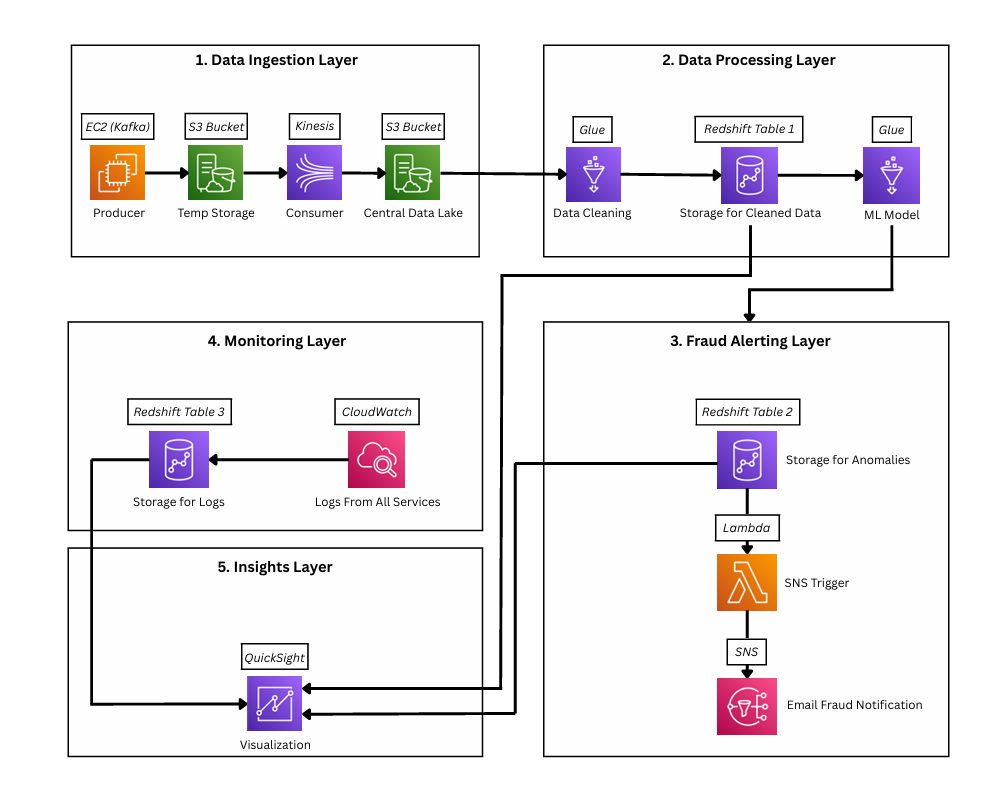 1. Data Ingestion Layer
EC2 (Kafka)
S3 Bucket
Kinesis
S3 Bucket
Producer
Temp Storage
Consumer
Central Data Lake
2. Data Processing Layer
Glue
Redshift Table 1
Glue
Data Cleaning
Storage for Cleaned Data
ML Model
4. Monitoring Layer
Redshift Table 3
CloudWatch
Storage for Logs
Logs From All Services
3. Fraud Alerting Layer
Redshift Table 2
Storage for Anomalies
Lambda
SNS Trigger
SNS
Email Fraud Notification
5. Insights Layer
QuickSight
Visualization